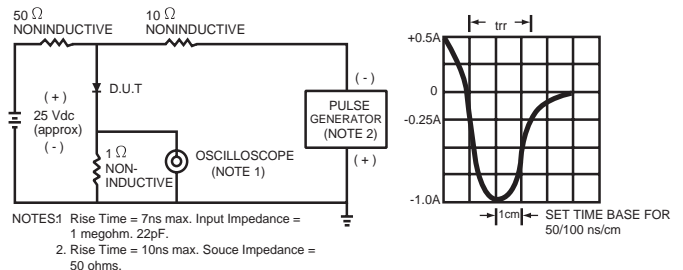 50 Ω
NONINDUCTIVE
10 Ω
NONINDUCTIVE
D.U.T
( + )
25 Vdc
(approx)
( - )
1 Ω
NON-
INDUCTIVE
OSCILLOSCOPE
(NOTE 1)
( - )
PULSE
GENERATOR
(NOTE 2)
( + )
NOTES:1 Rise Time = 7ns max. Input Impedance =
1 megohm. 22pF.
2. Rise Time = 10ns max. Souce Impedance =
50 ohms.
trr
+0.5A
0
-0.25A
-1.0A
1cm
SET TIME BASE FOR
50/100 ns/cm